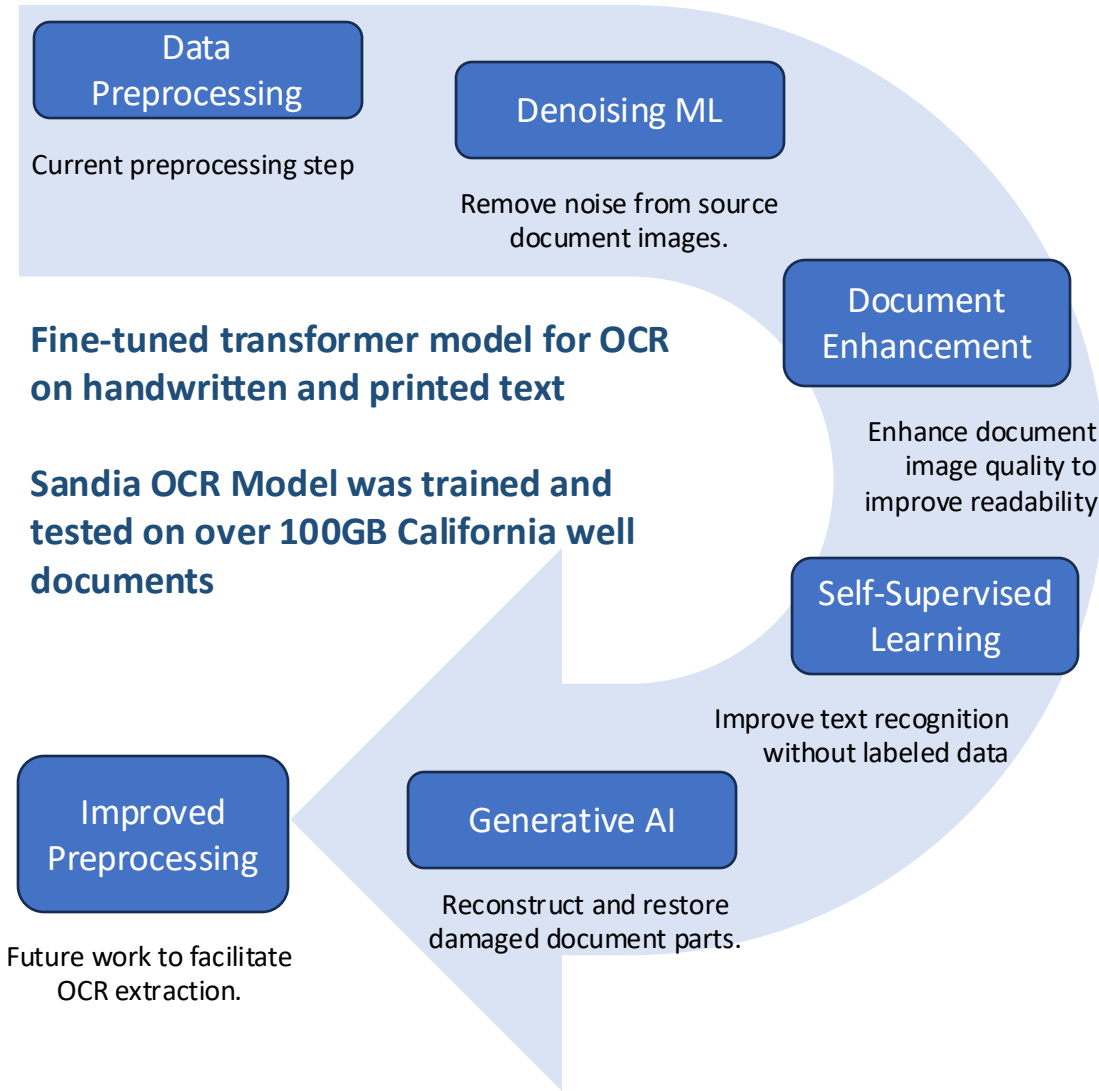 Data
Preprocessing
Current preprocessing step
Denoising ML
Remove noise from source
document images.
Document
Enhancement
Enhance document
image quality to
improve readability
Fine-tuned transformer model for OCR
on handwritten and printed text
Sandia OCR Model was trained and
tested on over 100GB California well
documents
Self-Supervised
Learning
Improve text recognition
without labeled data
Generative AI
Reconstruct and restore
damaged document parts.
Improved
Preprocessing
Future work to facilitate
OCR extraction.